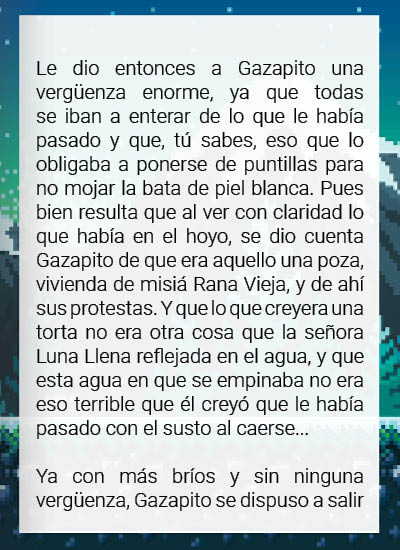 Le dio entonces a Gazapito una
vergüenza enorme, ya que todas
se iban a enterar de lo que le había
pasado y que, tú sabes, eso que lo
obligaba a ponerse de puntillas para
no mojar la bata de piel blanca. Pues
bien resulta que al ver con claridad lo
que había en el hoyo, se dio cuenta
Gazapito de que era aquello una poza,
vivienda de misiá Rana Vieja, y de ahí
sus protestas. Y que lo que creyera una
torta no era otra cosa que la señora
Luna Llena reflejada en el agua, y que
esta agua en que se empinaba no era
eso terrible que él creyó que le había
pasado con el susto al caerse...
Ya con más bríos y sin ninguna
vergüenza, Gazapito se dispuso a salir